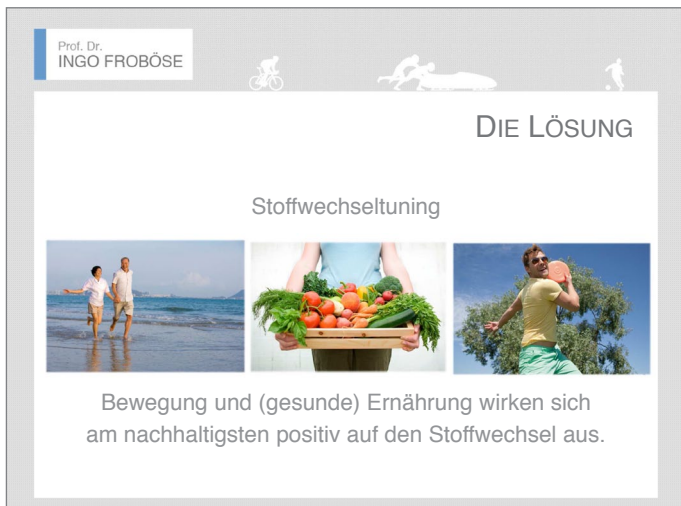 Prof. Dr.
INGO FROBÖSE
DIE LÖSUNG
Stoffwechseltuning
Bewegung und (gesunde) Ernährung wirken sich
am nachhaltigsten positiv auf den Stoffwechsel aus.